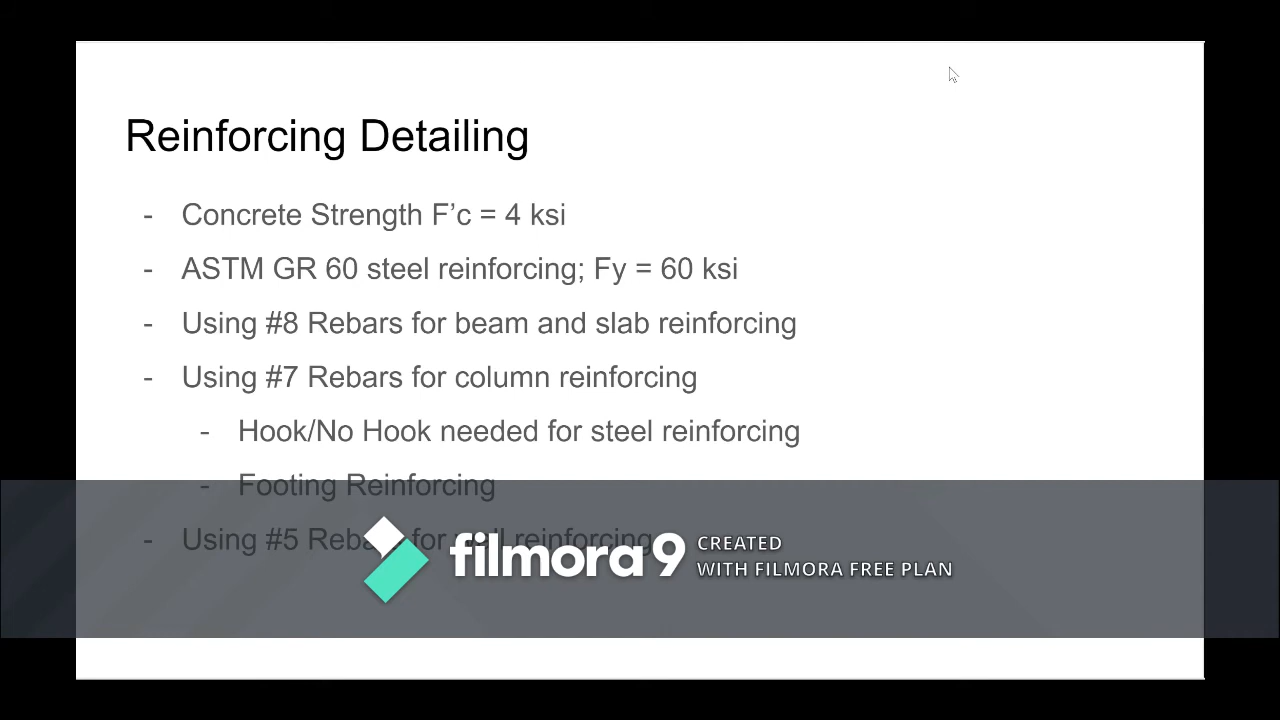 Reinforcing Detailing
- Concrete Strength F’c = 4 ksi
- ASTM GR 60 steel reinforcing; Fy = 60 ksi
- Using #8 Rebars for beam and slab reinforcing
- Using #7 Rebars for column reinforcing
- Hook/No Hook needed for steel reinforcing
- Footing Reinforcing
- Using #5 for reinforcing
filmora9
CREATED
WITH FILMORA FREE PLAN